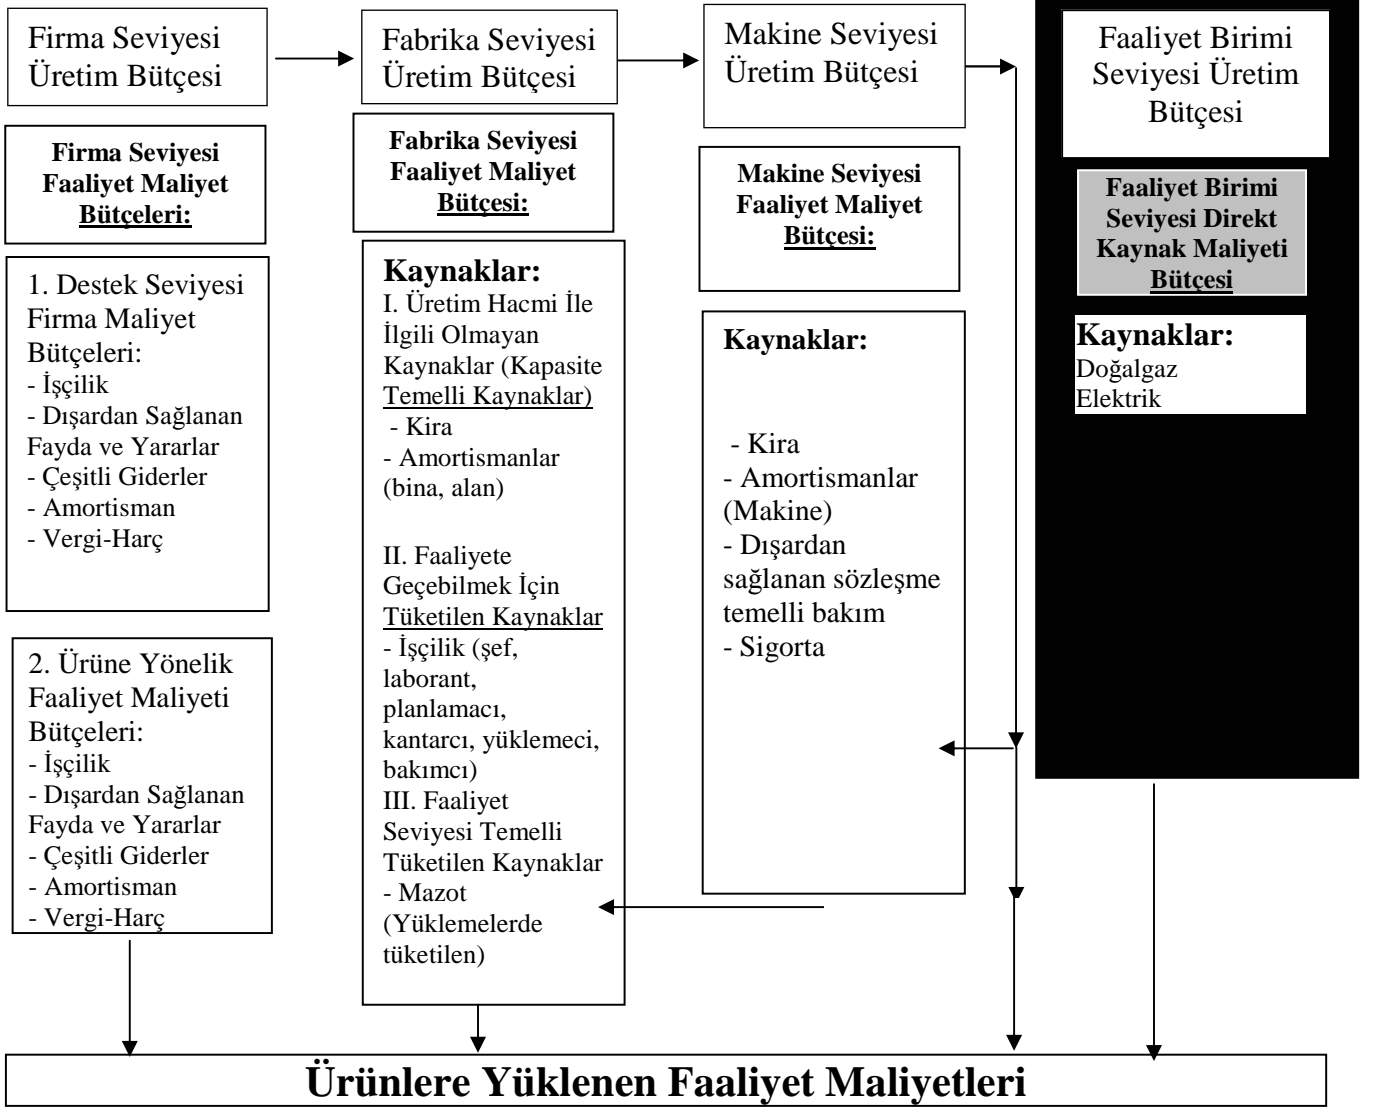 Firma Seviyesi
Üretim Bütçesi
Fabrika Seviyesi
Üretim Bütçesi
Makine Seviyesi
Üretim Bütçesi
Faaliyet Birimi
Seviyesi Üretim
Bütçesi
Firma Seviyesi
Faaliyet Maliyet
Bütçeleri:
Fabrika Seviyesi
Faaliyet Maliyet
Bütçesi:
Makine Seviyesi
Faaliyet Maliyet
Bütçesi:
Faaliyet Birimi
Seviyesi Direkt
Kaynak Maliyeti
Bütçesi
1. Destek Seviyesi
Firma Maliyet
Bütçeleri:
- İşçilik
- Dışardan Sağlanan
Fayda ve Yararlar
- Çeşitli Giderler
- Amortisman
- Vergi-Harç
2. Ürüne Yönelik
Faaliyet Maliyeti
Bütçeleri:
- İşçilik
- Dışardan Sağlanan
Fayda ve Yararlar
- Çeşitli Giderler
- Amortisman
- Vergi-Harç
Kaynaklar:
I. Üretim Hacmi İle
İlgili Olmayan
Kaynaklar (Kapasite
Temelli Kaynaklar)
- Kira
- Amortismanlar
(bina, alan)
II. Faaliyete
Geçebilmek İçin
Tüketilen Kaynaklar
- İşçilik (şef,
laborant,
planlamacı,
kantarcı, yüklemeci,
bakımcı)
III. Faaliyet
Seviyesi Temelli
Tüketilen Kaynaklar
- Mazot
(Yüklemelerde
tüketilen)
Kaynaklar:
- Kira
- Amortismanlar
(Makine)
- Dışardan
sağlanan sözleşme
temelli bakım
- Sigorta
Kaynaklar:
Doğalgaz
Elektrik
Ürünlere Yüklenen Faaliyet Maliyetleri